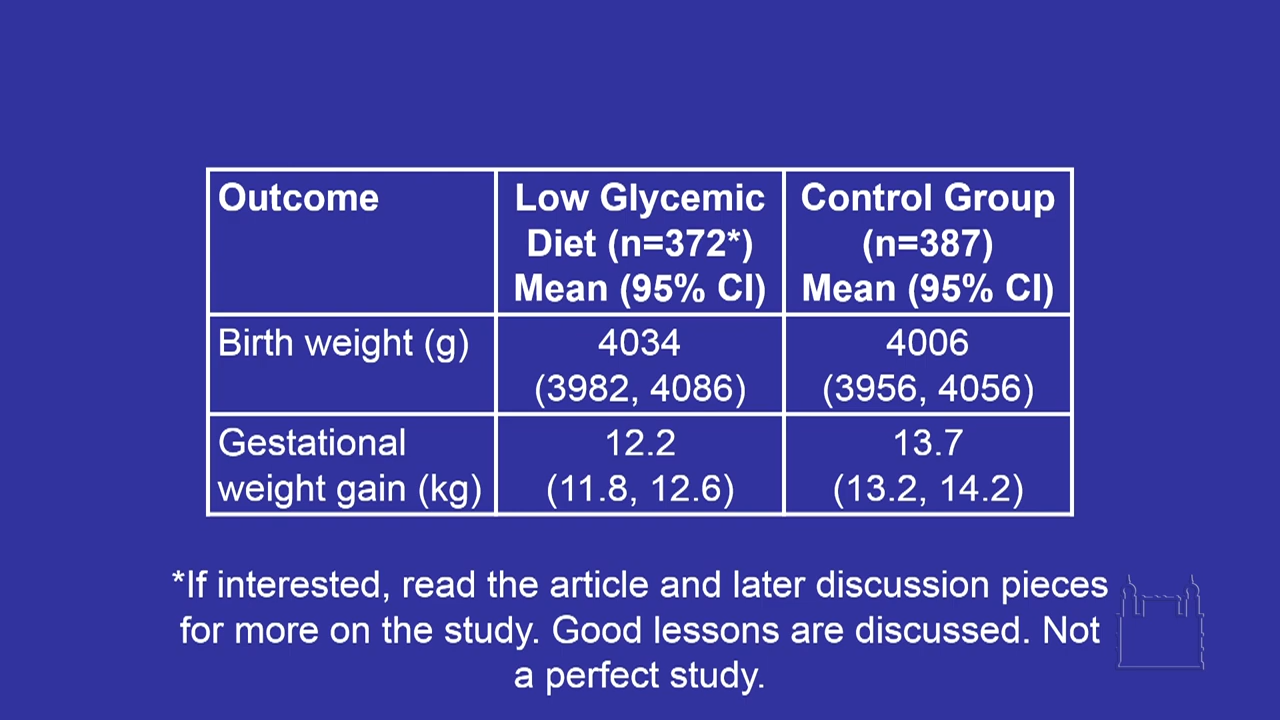 Outcome
Low Glycemic
Diet (n=372*)
Mean (95% CI)
Control Group
(n=387)
Mean (95% CI)
Birth weight (g)
4034
(3982, 4086)
4006
(3956, 4056)
Gestational
weight gain (kg)
12.2
(11.8, 12.6)
13.7
(13.2, 14.2)
*If interested, read the article and later discussion pieces
for more on the study. Good lessons are discussed. Not
a perfect study.